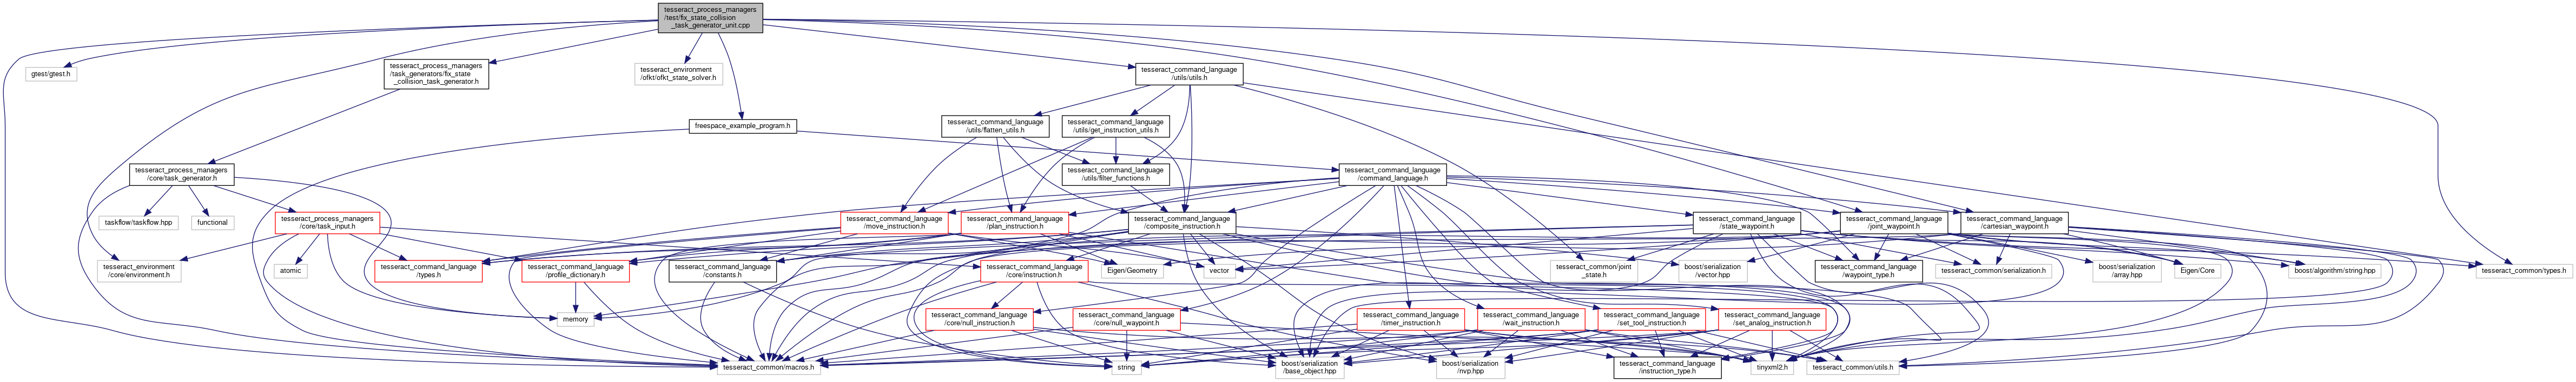 tesseract_process_managers
/test/fix_state_collision
_task_generator_unit.cpp
gtest/gtest.h
tesseract_process_managers
/task_generators/fix_state
_collision_task_generator.h
tesseract_environment
/ofkt/ofkt_state_solver.h
tesseract_command_language
/utils/utils.h
freespace_example_program.h
tesseract_command_language
/utils/flatten_utils.h
tesseract_command_language
/utils/get_instruction_utils.h
tesseract_process_managers
/core/task_generator.h
tesseract_command_language
/utils/filter_functions.h
tesseract_command_language
/command_language.h
taskflow/taskflow.hpp
functional
tesseract_process_managers
/core/task_input.h
tesseract_command_language
/move_instruction.h
tesseract_command_language
/plan_instruction.h
tesseract_command_language
/composite_instruction.h
tesseract_command_language
/state_waypoint.h
tesseract_command_language
/joint_waypoint.h
tesseract_command_language
/cartesian_waypoint.h
tesseract_environment
/core/environment.h
atomic
tesseract_command_language
/types.h
tesseract_command_language
/profile_dictionary.h
tesseract_command_language
/constants.h
tesseract_command_language
/core/instruction.h
Eigen/Geometry
vector
tesseract_common/joint
_state.h
boost/serialization
/vector.hpp
tesseract_command_language
/waypoint_type.h
tesseract_common/serialization.h
boost/serialization
/array.hpp
Eigen/Core
boost/algorithm/string.hpp
tesseract_common/types.h
memory
tesseract_command_language
/core/null_instruction.h
tesseract_command_language
/core/null_waypoint.h
tesseract_command_language
/timer_instruction.h
tesseract_command_language
/wait_instruction.h
tesseract_command_language
/set_tool_instruction.h
tesseract_command_language
/set_analog_instruction.h
tesseract_common/macros.h
string
boost/serialization
/base_object.hpp
boost/serialization
/nvp.hpp
tesseract_command_language
/instruction_type.h
tinyxml2.h
tesseract_common/utils.h